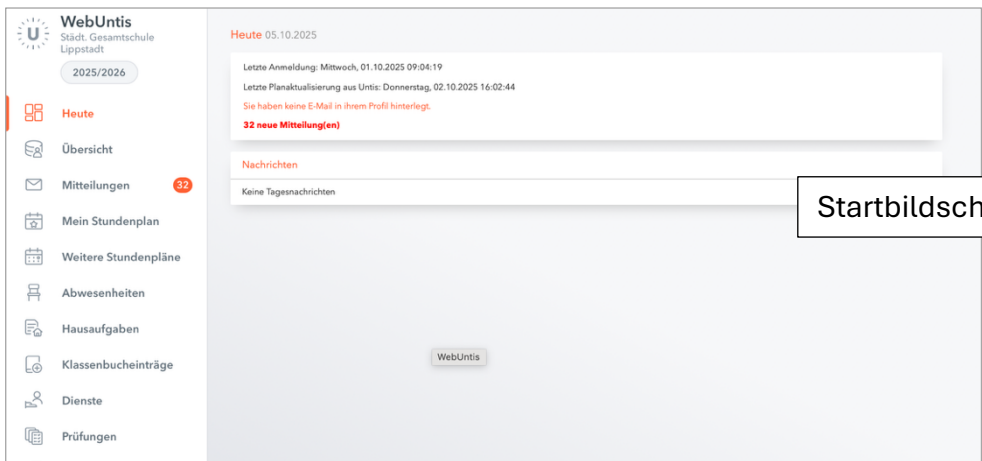 WebUntis
Städt. Gesamtschule
Lippstadt
2025/2026
Heute
Übersicht
Mitteilungen 32
Mein Stundenplan
Weitere Stundenpläne
Abwesenheiten
Hausaufgaben
Klassenbucheinträge
Dienste
Prüfungen
Heute 05.10.2025
Letzte Anmeldung: Mittwoch, 01.10.2025 09:04:19
Letzte Planaktualisierung aus Untis: Donnerstag, 02.10.2025 16:02:44
Sie haben keine E-Mail in ihrem Profil hinterlegt.
32 neue Mitteilung(en)
Nachrichten
Keine Tagesnachrichten
Startbildsch
WebUntis